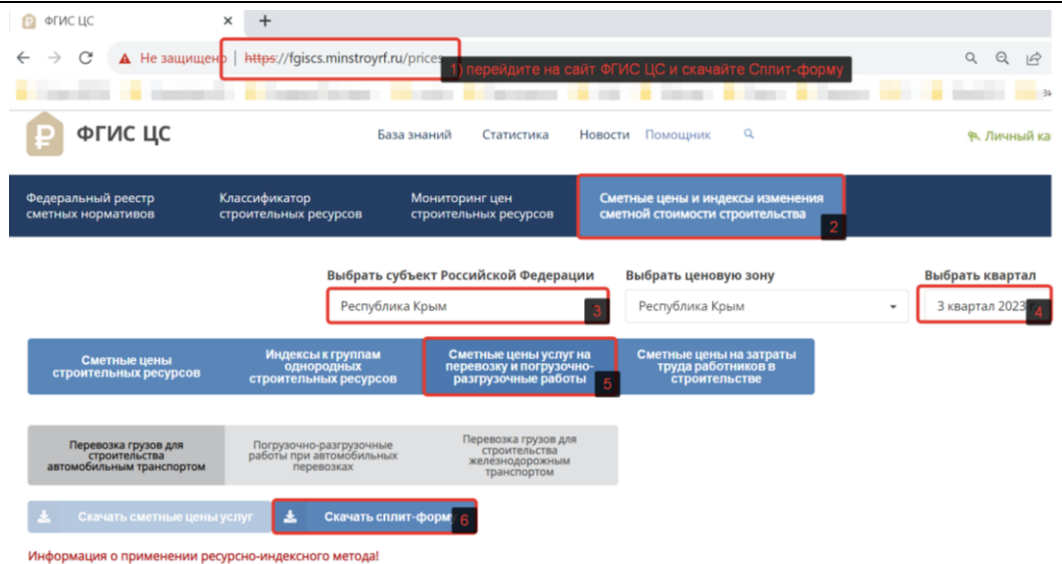 ФГИС ЦС
Не защищено | https://fgiscs.minstroyrf.ru/prices
1) перейдите на сайт ФГИС ЦС и скачайте Сплит-форму
ФГИС ЦС
База знаний Статистика Новости Помощник
Личный ка
Федеральный реестр
сметных нормативов
Классификатор
строительных ресурсов
Мониторинг цен
строительных ресурсов
Сметные цены и индексы изменения
сметной стоимости строительства
2
Выбрать субъект Российской Федерации
Республика Крым
3
Выбрать ценовую зону
Республика Крым
Выбрать квартал
3 квартал 2023
4
Сметные цены
строительных ресурсов
Индексы к группам
однородных
строительных ресурсов
Сметные цены услуг на
перевозку и погрузочно-
разгрузочные работы
5
Сметные цены на затраты
труда работников в
строительстве
Перевозка грузов для
строительства
автомобильным транспортом
Погрузочно-разгрузочные
работы при автомобильных
перевозках
Перевозка грузов для
строительства
железнодорожным
транспортом
Скачать сметные цены услуг
Скачать сплит-форму
6
Информация о применении ресурсно-индексного метода!